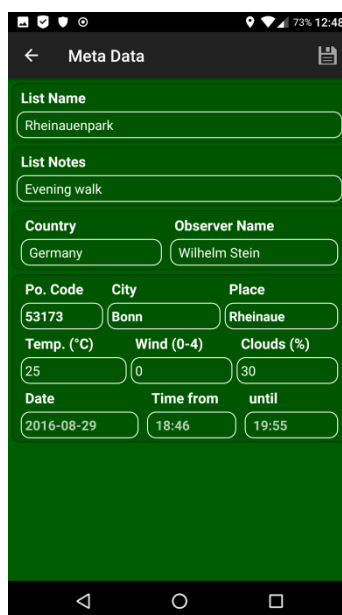 73% 12:48
Meta Data
List Name
Rheinauenpark
List Notes
Evening walk
Country Observer Name
Germany Wilhelm Stein
Po. Code City Place
53173 Bonn Rheinaue
Temp. (°C) Wind (0-4) Clouds (%)
25 0 30
Date Time from until
2016-08-29 18:46 19:55